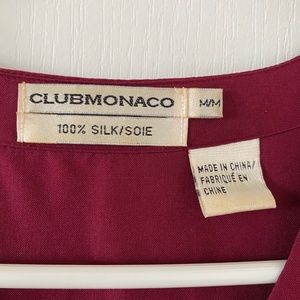 CLUBMONACO
M/M
100% SILK/SOIE
MADE IN CHINA/
FABRIQUÉ EN
CHINE